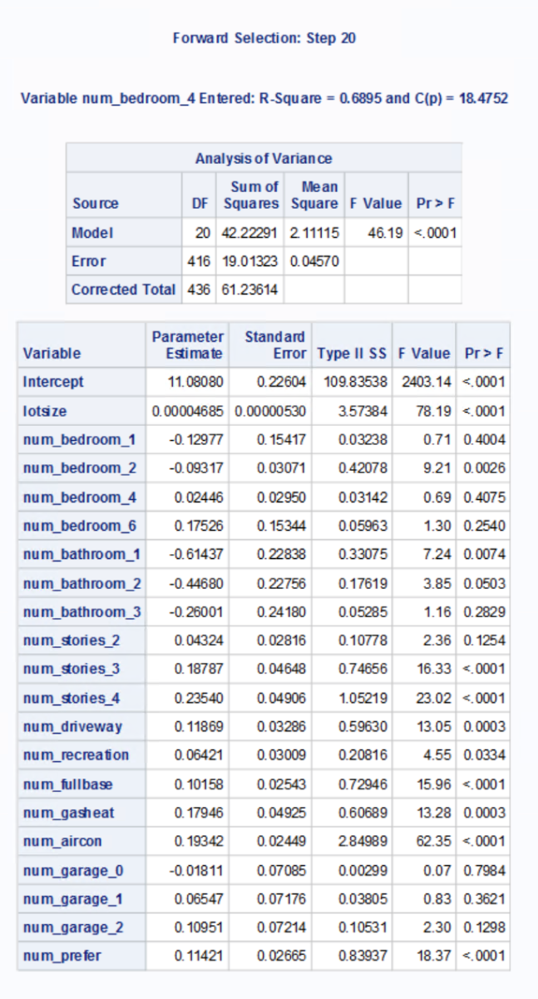 Forward Selection: Step 20
Variable num_bedroom_4 Entered: R-Square = 0.6895 and C(p) = 18.4752
Analysis of Variance
Source DF Sum of Squares Mean Square F Value Pr > F
Model 20 42.22291 2.11115 46.19 <.0001
Error 416 19.01323 0.04570
Corrected Total 436 61.23614
Variable Parameter Estimate Standard Error Type II SS F Value Pr > F
Intercept 11.08080 0.22604 109.83538 2403.14 <.0001
lotsize 0.00004685 0.00000530 3.57384 78.19 <.0001
num_bedroom_1 -0.12977 0.15417 0.03238 0.71 0.4004
num_bedroom_2 -0.09317 0.03071 0.42078 9.21 0.0026
num_bedroom_4 0.02446 0.02950 0.03142 0.69 0.4075
num_bedroom_6 0.17526 0.15344 0.05963 1.30 0.2540
num_bathroom_1 -0.61437 0.22838 0.33075 7.24 0.0074
num_bathroom_2 -0.44680 0.22756 0.17619 3.85 0.0503
num_bathroom_3 -0.26001 0.24180 0.05285 1.16 0.2829
num_stories_2 0.04324 0.02816 0.10778 2.36 0.1254
num_stories_3 0.18787 0.04648 0.74656 16.33 <.0001
num_stories_4 0.23540 0.04906 1.05219 23.02 <.0001
num_driveway 0.11869 0.03286 0.59630 13.05 0.0003
num_recreation 0.06421 0.03009 0.20816 4.55 0.0334
num_fullbase 0.10158 0.02543 0.72946 15.96 <.0001
num_gasheat 0.17946 0.04925 0.60689 13.28 0.0003
num_aircon 0.19342 0.02449 2.84989 62.35 <.0001
num_garage_0 -0.01811 0.07085 0.00299 0.07 0.7984
num_garage_1 0.06547 0.07176 0.03805 0.83 0.3621
num_garage_2 0.10951 0.07214 0.10531 2.30 0.1298
num_prefer 0.11421 0.02665 0.83937 18.37 <.0001